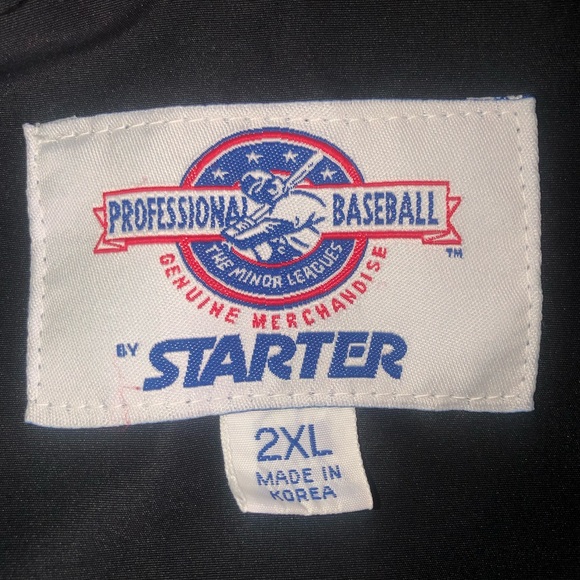 PROFESSIONAL BASEBALL
THE MINOR LEAGUES
TM
GENUINE MERCHANDISE
BY STARTER
2XL
MADE IN
KOREA